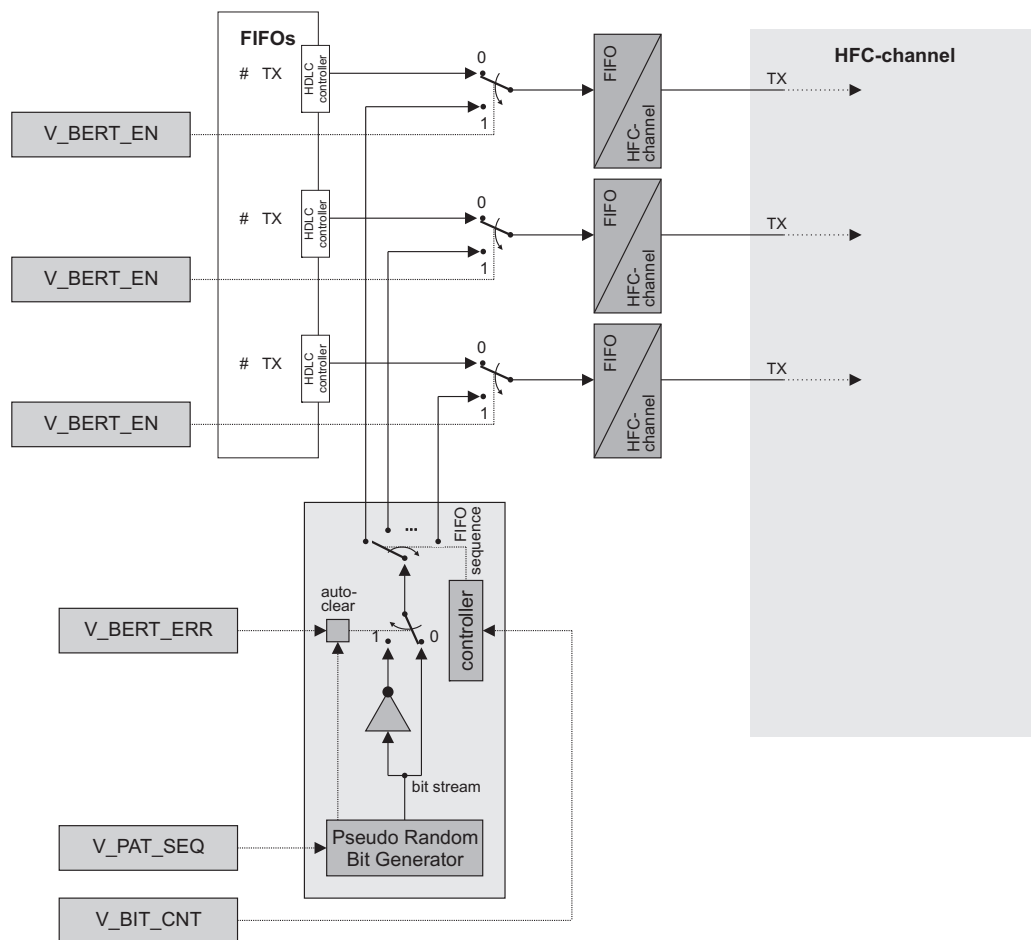 FIFOs
HFC-channel
# TX
HDLC
controller
0
1
FIFO
HFC-
channel
TX
V_BERT_EN
# TX
HDLC
controller
0
1
FIFO
HFC-
channel
TX
V_BERT_EN
# TX
HDLC
controller
0
1
FIFO
HFC-
channel
TX
V_BERT_EN
...
FIFO
sequence
auto-
clear
V_BERT_ERR
1
0
controller
bit stream
V_PAT_SEQ
Pseudo Random
Bit Generator
V_BIT_CNT